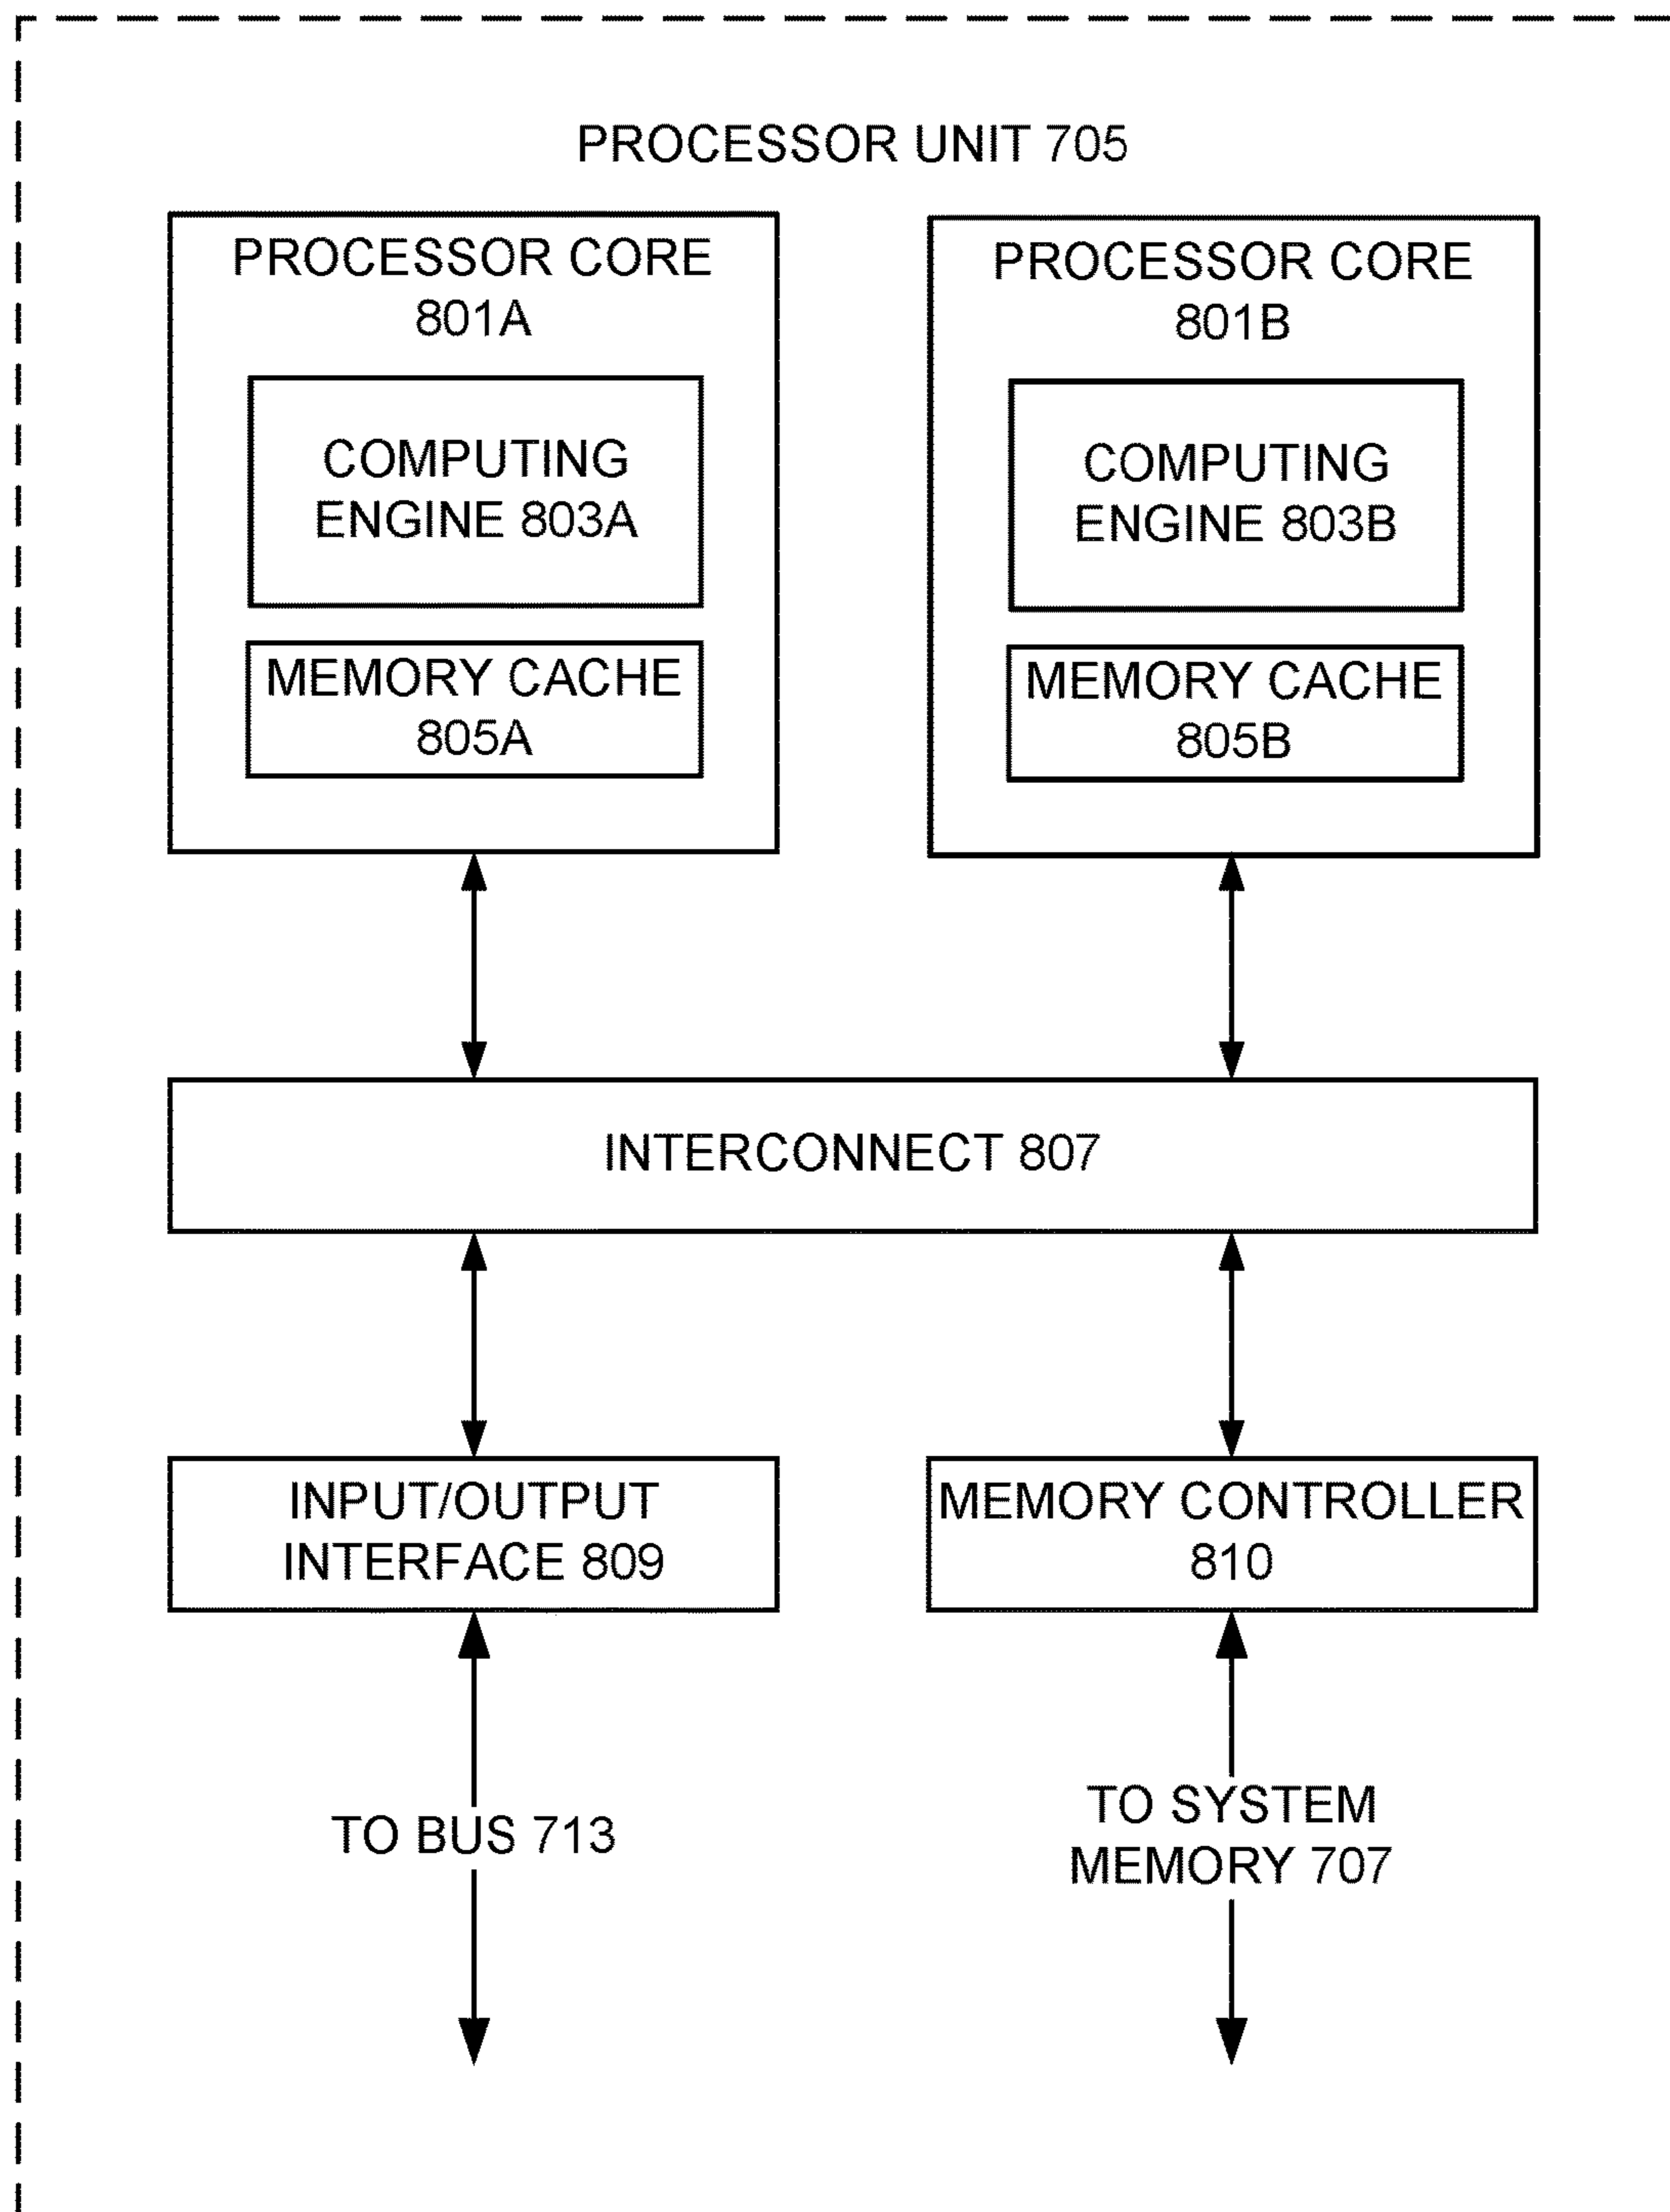 PROCESSOR UNIT 705
PROCESSOR CORE
801A
COMPUTING
ENGINE 803A
MEMORY CACHE
805A
PROCESSOR CORE
801B
COMPUTING
ENGINE 803B
MEMORY CACHE
805B
INTERCONNECT 807
INPUT/OUTPUT
INTERFACE 809
MEMORY CONTROLLER
810
TO BUS 713
TO SYSTEM
MEMORY 707